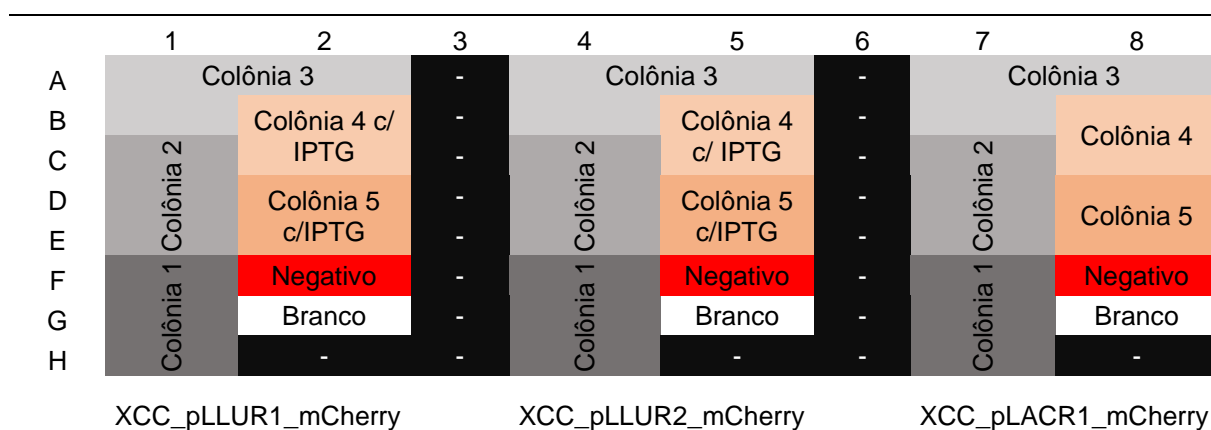 1 2 3 4 5 6 7 8
A Colônia 3 - Colônia 3 - Colônia 3
B Colônia 4 c/ - Colônia 4 -
C Colônia 2 IPTG - Colônia 2 c/ IPTG - Colônia 2 Colônia 4
D Colônia 5 - Colônia 5 -
E c/IPTG - c/IPTG - Colônia 5
F Colônia 1 Negativo - Colônia 1 Negativo - Colônia 1 Negativo
G Branco - Branco - Branco
H - - - - -
XCC_pLLUR1_mCherry XCC_pLLUR2_mCherry XCC_pLACR1_mCherry